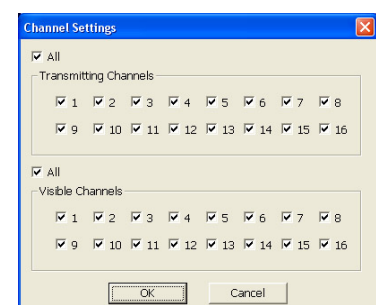 Channel Settings
All
Transmitting Channels
1 2 3 4 5 6 7 8
9 10 11 12 13 14 15 16
All
Visible Channels
1 2 3 4 5 6 7 8
9 10 11 12 13 14 15 16
OK Cancel